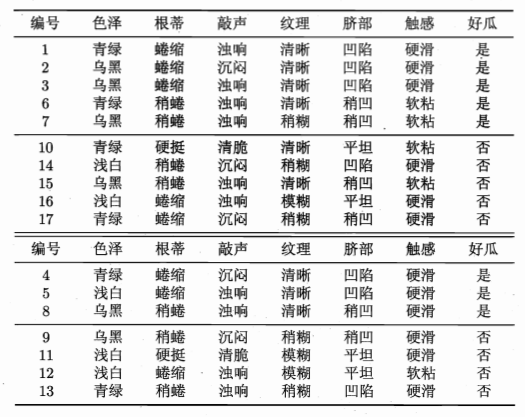 编号 色泽 根蒂 敲声 纹理 脐部 触感 好瓜
1 青绿 蜷缩 浊响 清晰 凹陷 硬滑 是
2 乌黑 蜷缩 沉闷 清晰 凹陷 硬滑 是
3 乌黑 蜷缩 浊响 清晰 凹陷 硬滑 是
6 青绿 稍蜷 浊响 清晰 稍凹 软粘 是
7 乌黑 稍蜷 浊响 稍糊 稍凹 软粘 是
10 青绿 硬挺 清脆 清晰 平坦 软粘 否
14 浅白 稍蜷 沉闷 稍糊 凹陷 硬滑 否
15 乌黑 稍蜷 浊响 清晰 稍凹 软粘 否
16 浅白 蜷缩 浊响 模糊 平坦 硬滑 否
17 青绿 蜷缩 沉闷 稍糊 稍凹 硬滑 否
编号 色泽 根蒂 敲声 纹理 脐部 触感 好瓜
4 青绿 蜷缩 沉闷 清晰 凹陷 硬滑 是
5 浅白 蜷缩 浊响 清晰 凹陷 硬滑 是
8 乌黑 稍蜷 浊响 清晰 稍凹 硬滑 是
9 乌黑 稍蜷 沉闷 稍糊 稍凹 硬滑 否
11 浅白 硬挺 清脆 模糊 平坦 硬滑 否
12 浅白 蜷缩 浊响 模糊 平坦 软粘 否
13 青绿 稍蜷 浊响 稍糊 凹陷 硬滑 否